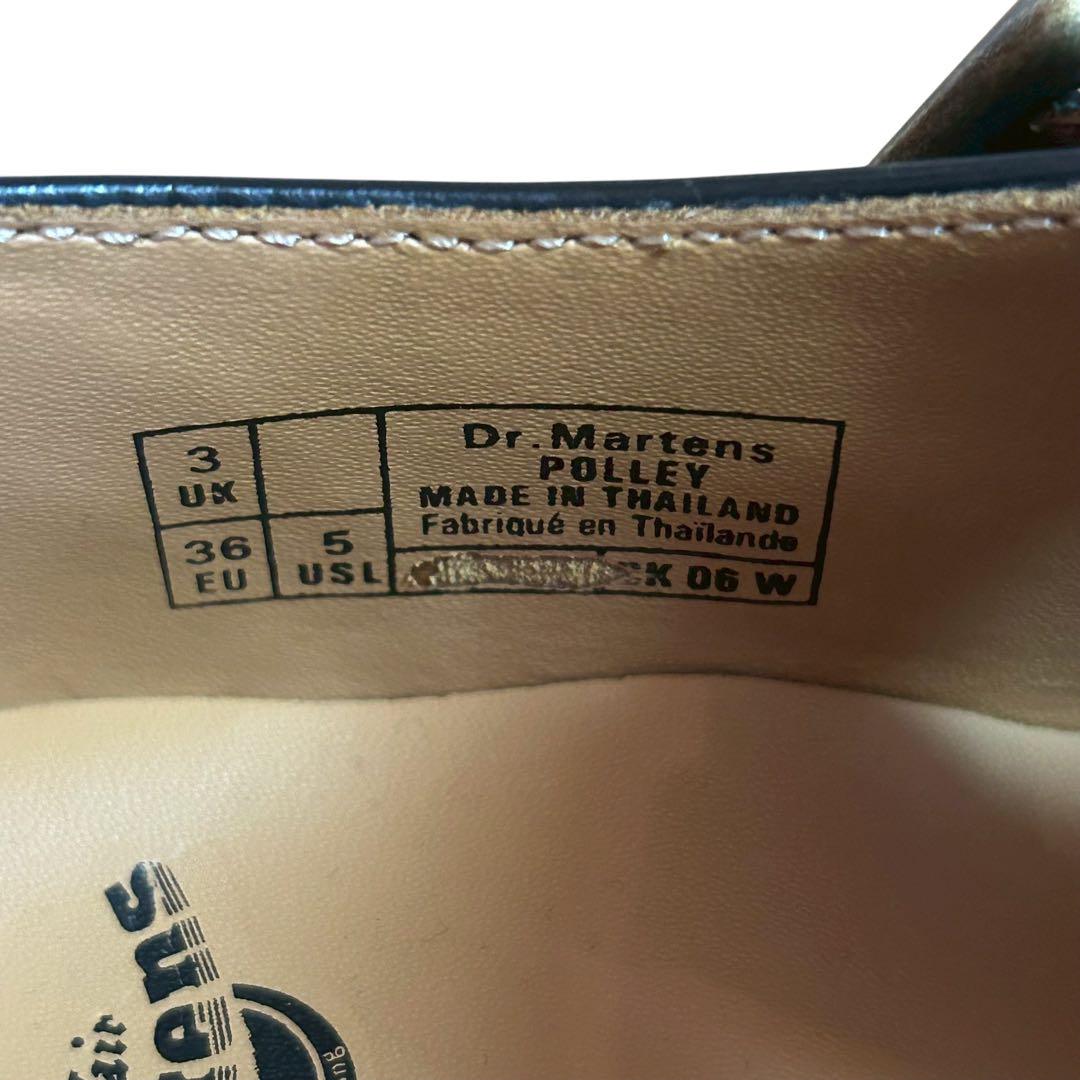 3
UK
36
EU
5
USL
Dr.Martens
POLLEY
MADE IN THAILAND
Fabriqué en Thaïlande
06 W